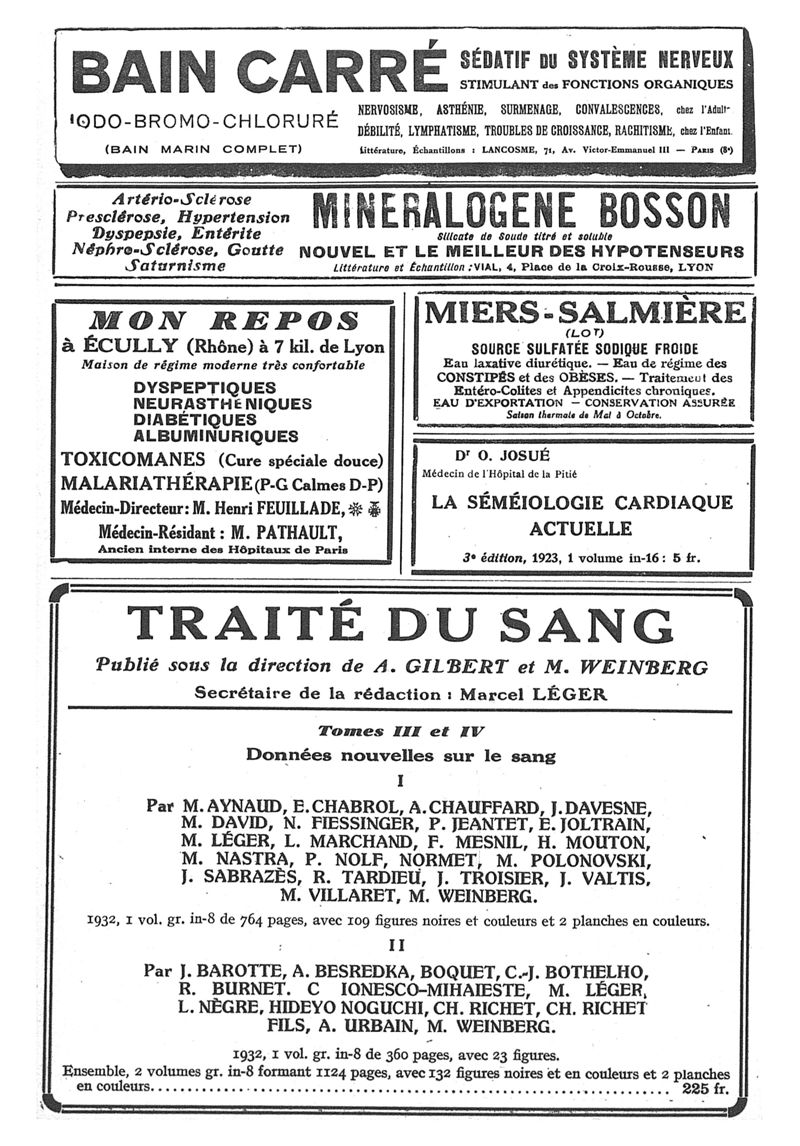 BAIN CARRÉ
IODO-BROMO-CHLORURÉ
(BAIN MARIN COMPLET)
SÉDATIF DU SYSTÈME NERVEUX
STIMULANT des FONCTIONS ORGANIQUES
NERVOSISME, ASTHÉNIE, SURMENAGE, CONVALESCENCES, chez l'Adult-
DÉBILITÉ, LYMPHATISME, TROUBLES DE CROISSANCE, RACHITISME, chez l'Enfant.
Littérature, Échantillons : LANCOSME, 71, Av. Victor-Emmanuel III — PARIS (8e)
Artério-Sclérose
Presclérose, Hypertension
Dyspepsie, Entérite
Néphro-Sclérose, Goutte
Saturnisme
MINERALOGENE BOSSON
Silicate de Soude titré et soluble
NOUVEL ET LE MEILLEUR DES HYPOTENSEURS
Littérature et Échantillon : VIAL, 4, Place de la Croix-Rousse, LYON
MON REPOS
à ÉCULLY (Rhône) à 7 kil. de Lyon
Maison de régime moderne très confortable
DYSPEPTIQUES
NEURASTHÉNIQUES
DIABÉTIQUES
ALBUMINURIQUES
TOXICOMANES (Cure spéciale douce)
MALARIATHÉRAPIE (P-G Calmes D-P)
Médecin-Directeur: M. Henri FEUILLADE,
Médecin-Résidant : M. PATHAULT,
Ancien interne des Hôpitaux de Paris
MIERS-SALMIÈRE
(LOT)
SOURCE SULFATÉE SODIQUE FROIDE
Eau laxative diurétique. — Eau de régime des
CONSTIPÉS et des OBÈSES. — Traitement des
Entéro-Colites et Appendicites chroniques.
EAU D'EXPORTATION — CONSERVATION ASSURÉE
Saison thermale de Mai à Octobre.
Dr O. JOSUÉ
Médecin de l'Hôpital de la Pitié
LA SÉMÉIOLOGIE CARDIAQUE
ACTUELLE
3e édition, 1923, 1 volume in-16 : 5 fr.
TRAITÉ DU SANG
Publié sous la direction de A. GILBERT et M. WEINBERG
Secrétaire de la rédaction : Marcel LÉGER
Tomes III et IV
Données nouvelles sur le sang
I
Par M. AYNAUD, E. CHABROL, A. CHAUFFARD, J. DAVESNE,
M. DAVID, N. FIESSINGER, P. JEANTET, E. JOLTRAIN,
M. LÉGER, L. MARCHAND, F. MESNIL, H. MOUTON,
M. NASTRA, P. NOLF, NORMET, M. POLONOVSKI,
J. SABRAZÈS, R. TARDIEU, J. TROISIER, J. VALTIS,
M. VILLARET, M. WEINBERG.
1932, 1 vol. gr. in-8 de 764 pages, avec 109 figures noires et couleurs et 2 planches en couleurs.
II
Par J. BAROTTE, A. BESREDKA, BOQUET, C.-J. BOTHELHO,
R. BURNET. C IONESCO-MIHAIESTE, M. LÉGER,
L. NÈGRE, HIDEYO NOGUCHI, CH. RICHET, CH. RICHET
FILS, A. URBAIN, M. WEINBERG.
1932, 1 vol. gr. in-8 de 360 pages, avec 23 figures.
Ensemble, 2 volumes gr. in-8 formant 1124 pages, avec 132 figures noires et en couleurs et 2 planches
en couleurs........................................ 225 fr.